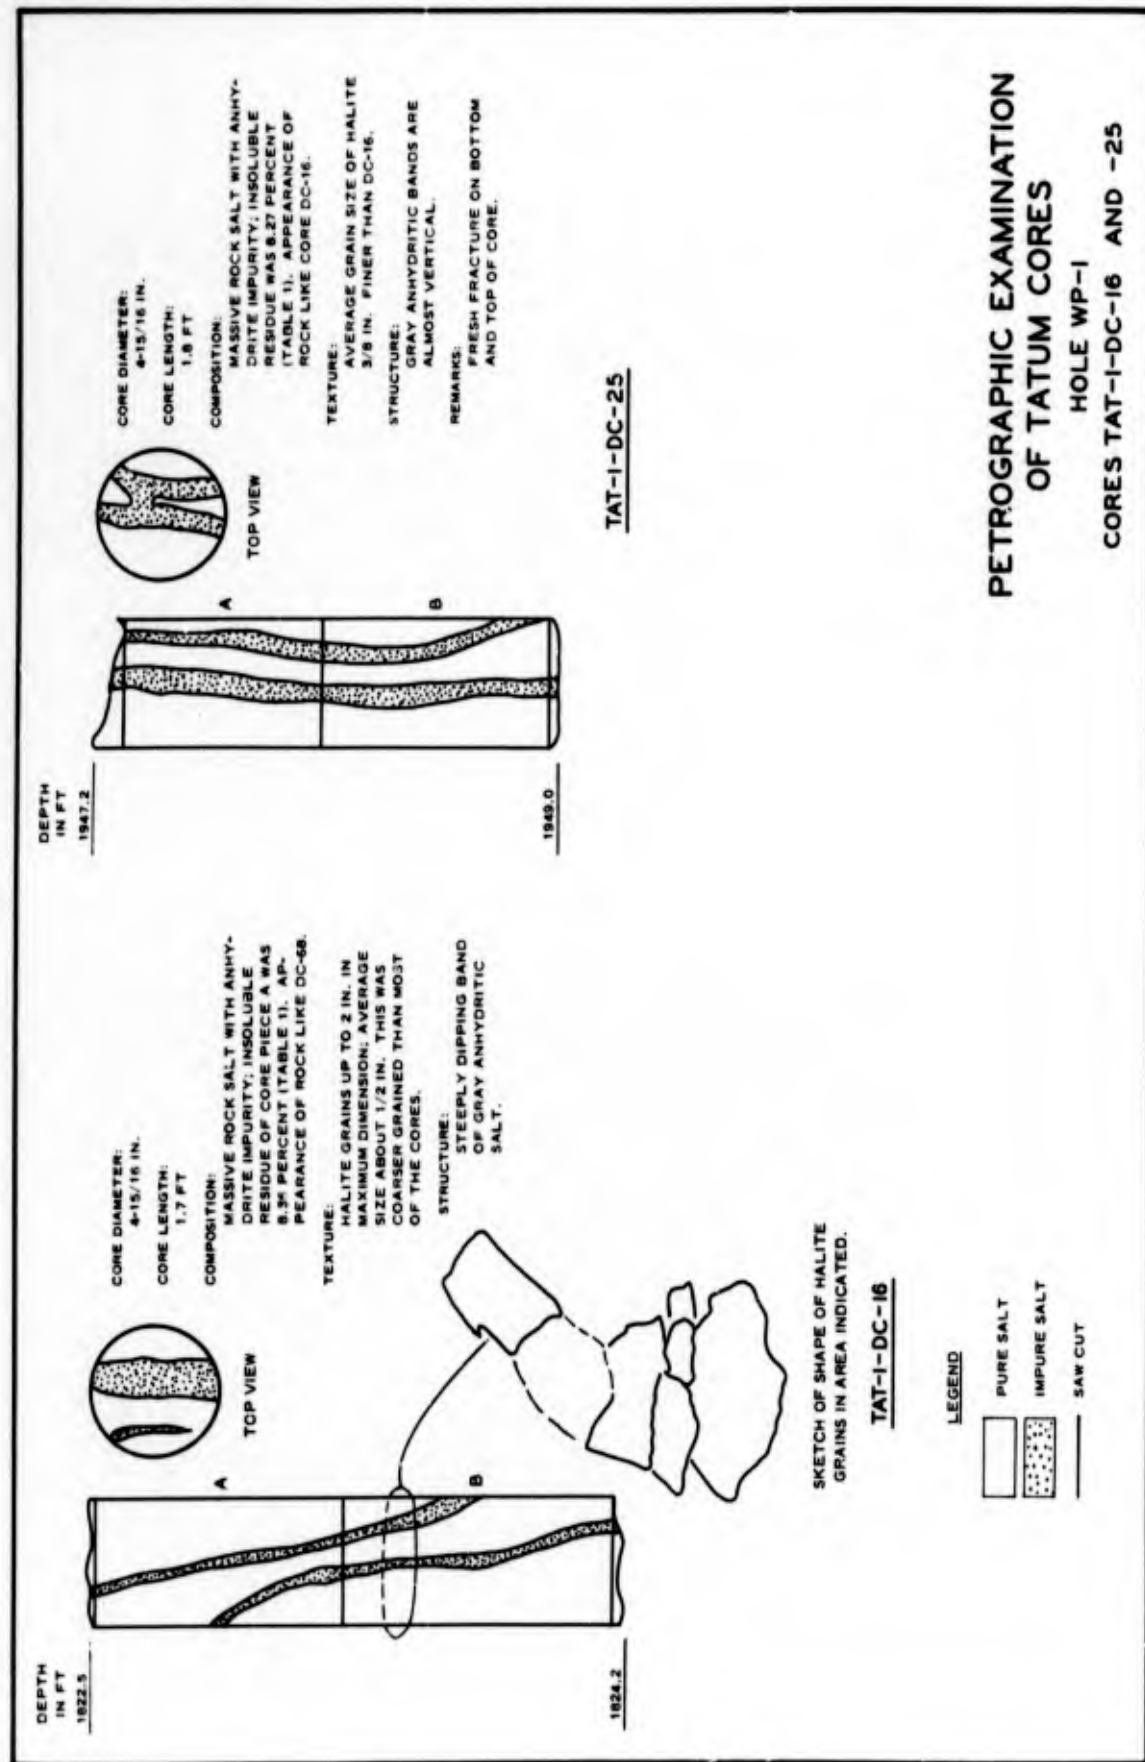 DEPTH
IN FT
1822.5
1824.2
A
B
TOP VIEW
CORE DIAMETER:
4-15/16 IN.
CORE LENGTH:
1.7 FT
COMPOSITION:
MASSIVE ROCK SALT WITH ANHY-
DRITE IMPURITY; INSOLUBLE
RESIDUE OF CORE PIECE A WAS
PERCENT (TABLE 1). AP-
PEARANCE OF ROCK LIKE DC-68.
TEXTURE:
HALITE GRAINS UP TO 2 IN. IN
MAXIMUM DIMENSION; AVERAGE
SIZE ABOUT 1/2 IN. THIS WAS
COARSER GRAINED THAN MOST
OF THE CORES.
STRUCTURE:
STEEPLY DIPPING BAND
OF GRAY ANHYDRITIC
SALT.
SKETCH OF SHAPE OF HALITE
GRAINS IN AREA INDICATED.
TAT-1-DC-16
LEGEND
PURE SALT
IMPURE SALT
SAW CUT
DEPTH
IN FT
1947.2
1949.0
A
B
TOP VIEW
CORE DIAMETER:
4-15/16 IN.
CORE LENGTH:
1.8 FT
COMPOSITION:
MASSIVE ROCK SALT WITH ANHY-
DRITE IMPURITY; INSOLUBLE
RESIDUE WAS 8.27 PERCENT
(TABLE 1). APPEARANCE OF
ROCK LIKE CORE DC-16.
TEXTURE:
AVERAGE GRAIN SIZE OF HALITE
3/8 IN. FINER THAN DC-16.
STRUCTURE:
GRAY ANHYDRITIC BANDS ARE
ALMOST VERTICAL.
REMARKS:
FRESH FRACTURE ON BOTTOM
AND TOP OF CORE.
TAT-1-DC-25
PETROGRAPHIC EXAMINATION
OF TATUM CORES
HOLE WP-1
CORES TAT-1-DC-16 AND -25